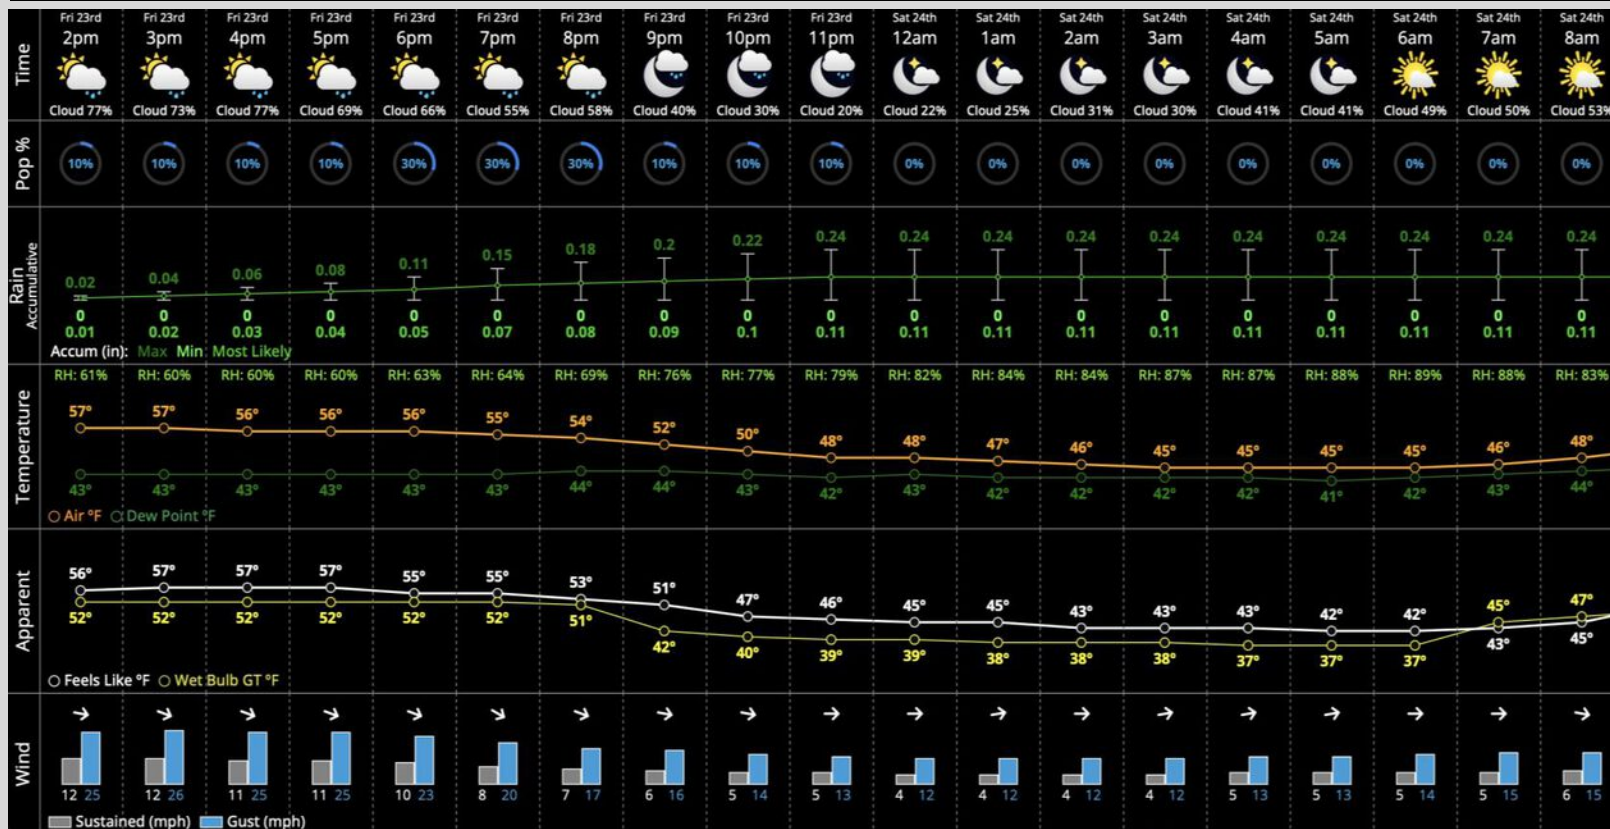 Fri 23rd Fri 23rd Fri 23rd Fri 23rd Fri 23rd Fri 23rd Fri 23rd Fri 23rd Fri 23rd Fri 23rd Sat 24th Sat 24th Sat 24th Sat 24th Sat 24th Sat 24th Sat 24th Sat 24th Sat 24th
2pm 3pm 4pm 5pm 6pm 7pm 8pm 9pm 10pm 11pm 12am 1am 2am 3am 4am 5am 6am 7am 8am
Time
Cloud 77% Cloud 73% Cloud 77% Cloud 69% Cloud 66% Cloud 55% Cloud 58% Cloud 40% Cloud 30% Cloud 20% Cloud 22% Cloud 25% Cloud 31% Cloud 30% Cloud 41% Cloud 41% Cloud 49% Cloud 50% Cloud 53%
Pop %
10% 10% 10% 10% 30% 30% 30% 10% 10% 10% 0% 0% 0% 0% 0% 0% 0% 0% 0%
Rain
Accumulative
0.02 0.04 0.06 0.08 0.11 0.15 0.18 0.2 0.22 0.24 0.24 0.24 0.24 0.24 0.24 0.24 0.24 0.24 0.24
0 0 0 0 0 0 0 0 0 0 0 0 0 0 0 0 0 0 0
0.01 0.02 0.03 0.04 0.05 0.07 0.08 0.09 0.1 0.11 0.11 0.11 0.11 0.11 0.11 0.11 0.11 0.11 0.11
Accum (in): Max Min Most Likely
Temperature
RH: 61% RH: 60% RH: 60% RH: 60% RH: 63% RH: 64% RH: 69% RH: 76% RH: 77% RH: 79% RH: 82% RH: 84% RH: 84% RH: 87% RH: 87% RH: 88% RH: 89% RH: 88% RH: 83%
57° 57° 56° 56° 56° 55° 54° 52° 50° 48° 48° 47° 46° 45° 45° 45° 45° 46° 48°
43° 43° 43° 43° 43° 43° 44° 44° 43° 42° 43° 42° 42° 42° 42° 41° 42° 43° 44°
Air ºF Dew Point ºF
Apparent
56° 57° 57° 57° 55° 55° 53° 51° 47° 46° 45° 45° 43° 43° 43° 42° 42° 45° 47°
52° 52° 52° 52° 52° 52° 51° 42° 40° 39° 39° 38° 38° 38° 37° 37° 37° 43° 45°
Feels Like ºF Wet Bulb GT ºF
Wind
12 25 12 26 11 25 11 25 10 23 8 20 7 17 6 16 5 14 5 13 4 12 4 12 4 12 4 12 5 13 5 13 5 14 5 15 6 15
Sustained (mph) Gust (mph)